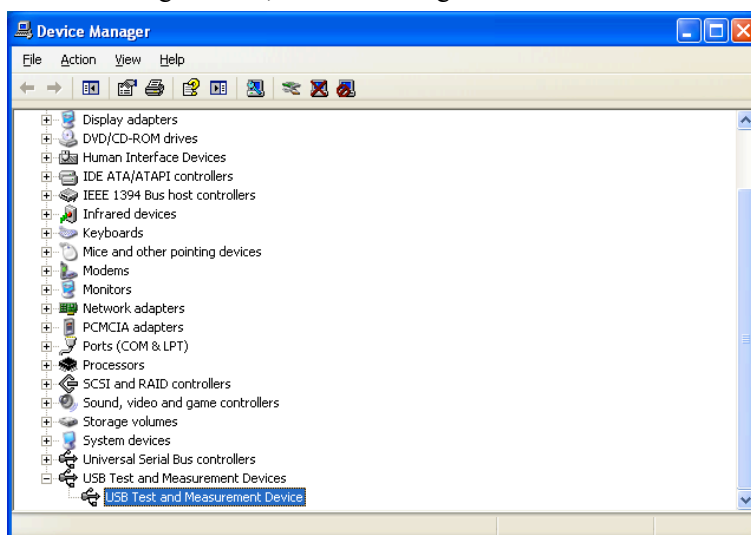 Device Manager
File Action View Help
Display adapters
DVD/CD-ROM drives
Human Interface Devices
IDE ATA/ATAPI controllers
IEEE 1394 Bus host controllers
Infrared devices
Keyboards
Mice and other pointing devices
Modems
Monitors
Network adapters
PCMCIA adapters
Ports (COM & LPT)
Processors
SCSI and RAID controllers
Sound, video and game controllers
Storage volumes
System devices
Universal Serial Bus controllers
USB Test and Measurement Devices
USB Test and Measurement Device